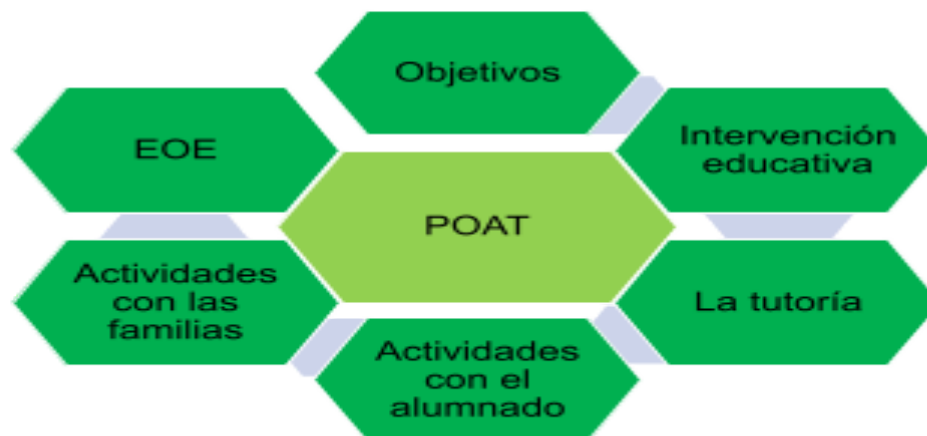 Objetivos
Intervención
educativa
La tutoría
Actividades
con el
alumnado
Actividades
con las
familias
EOE
POAT